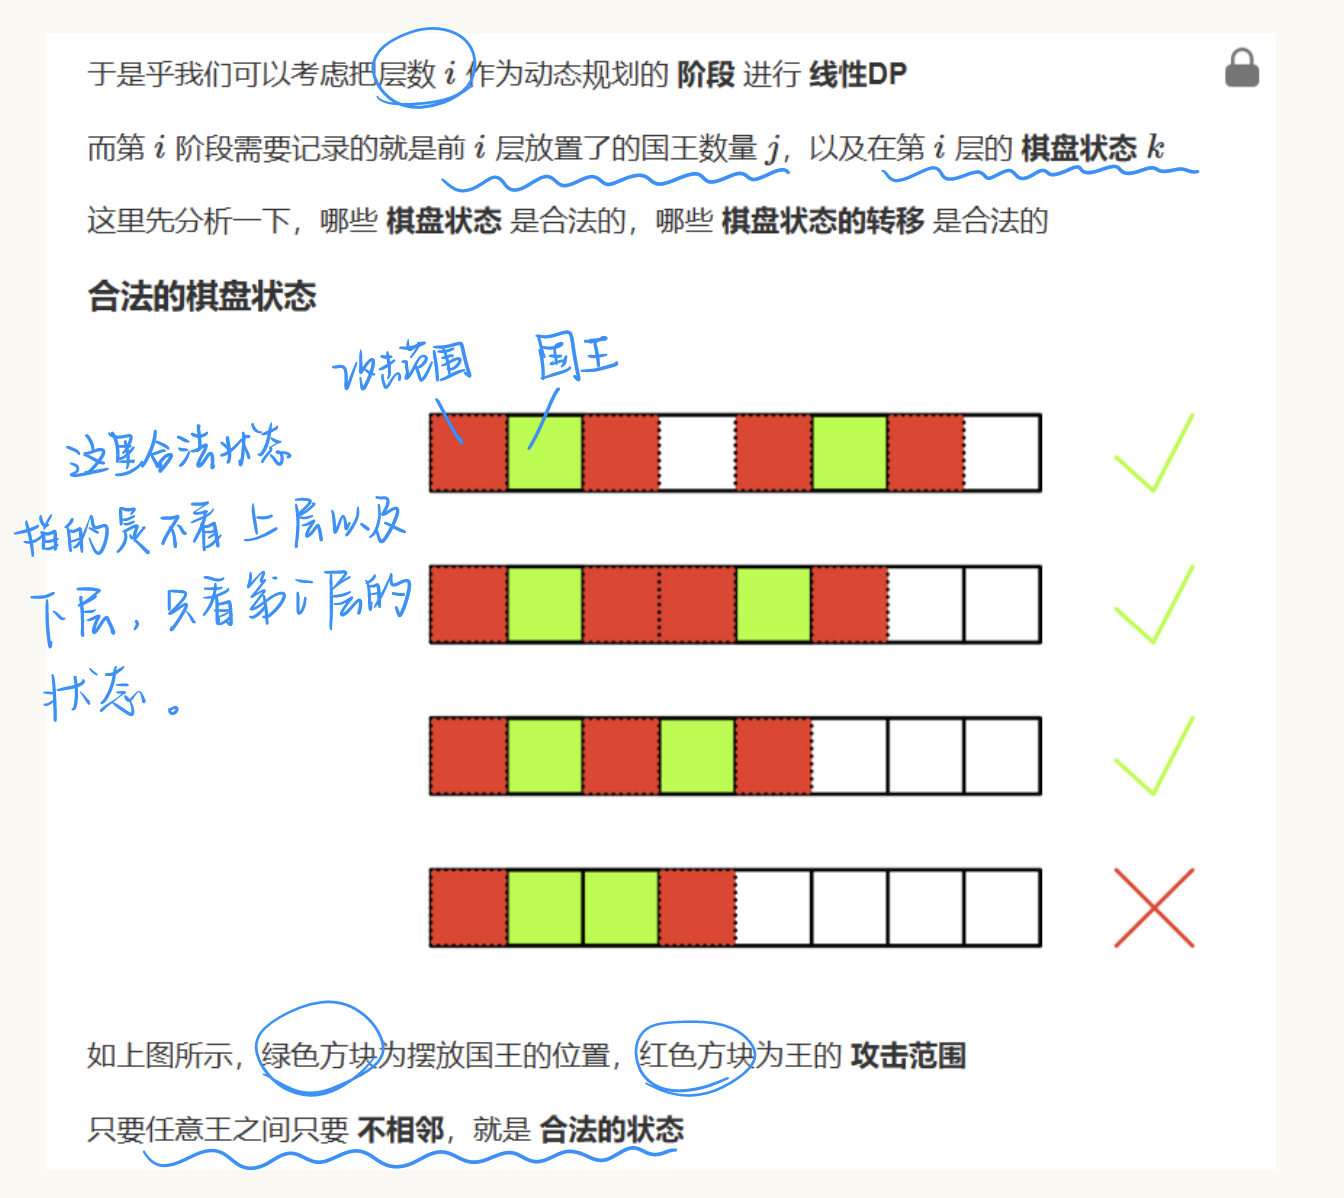 于是乎我们可以考虑把层数 i 作为动态规划的 阶段 进行 线性DP
而第 i 阶段需要记录的就是前 i 层放置了的国王数量 j，以及在第 i 层的 棋盘状态 k
这里先分析一下，哪些 棋盘状态 是合法的，哪些 棋盘状态的转移 是合法的
合法的棋盘状态
攻击范围 国王
这里合法状态
指的是不看上层以及
下层，只看第i层的
状态。
如上图所示，绿色方块为摆放国王的位置，红色方块为王的 攻击范围
只要任意王之间只要 不相邻，就是 合法的状态